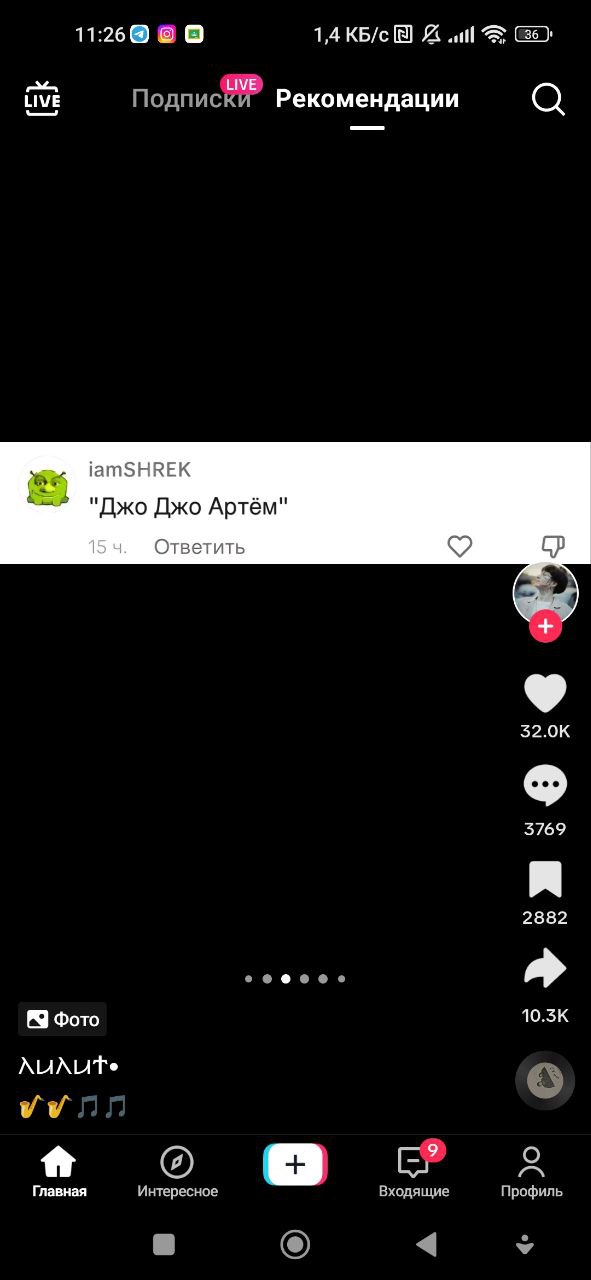 11:26 1,4 КБ/с 36
LIVE Подписки LIVE Рекомендации
iamSHREK
"Джо Джо Артём"
15 ч. Ответить
32.0K
3769
2882
10.3K
Фото
🎷🎷🎵🎵
Главная Интересное Входящие 9 Профиль